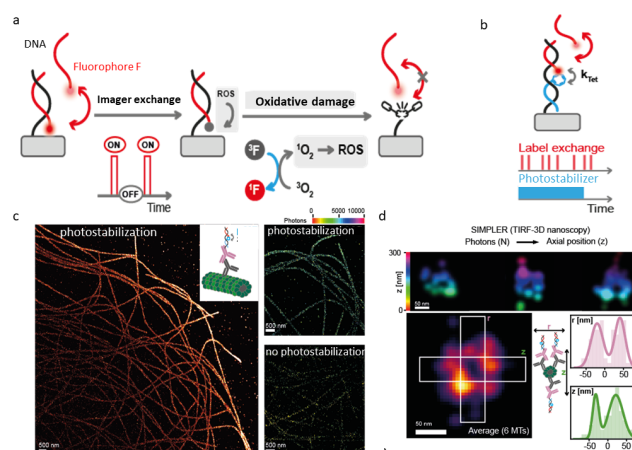 a
DNA
Fluorophore F
Imager exchange
ROS
Oxidative damage
ON
ON
OFF
Time
³F
¹F
¹O₂ → ROS
³O₂
b
k_Tet
Label exchange
Photostabilizer
Time
c
photostabilization
500 nm
Photons
0 5000 10000
photostabilization
500 nm
no photostabilization
500 nm
d
SIMPLER (TIRF-3D nanoscopy)
Photons (N) → Axial position (z)
300
z [nm]
0
50 nm
r
z
50 nm
Average (6 MTs)
r
z
r [nm]
-50 0 50
z [nm]
-50 0 50